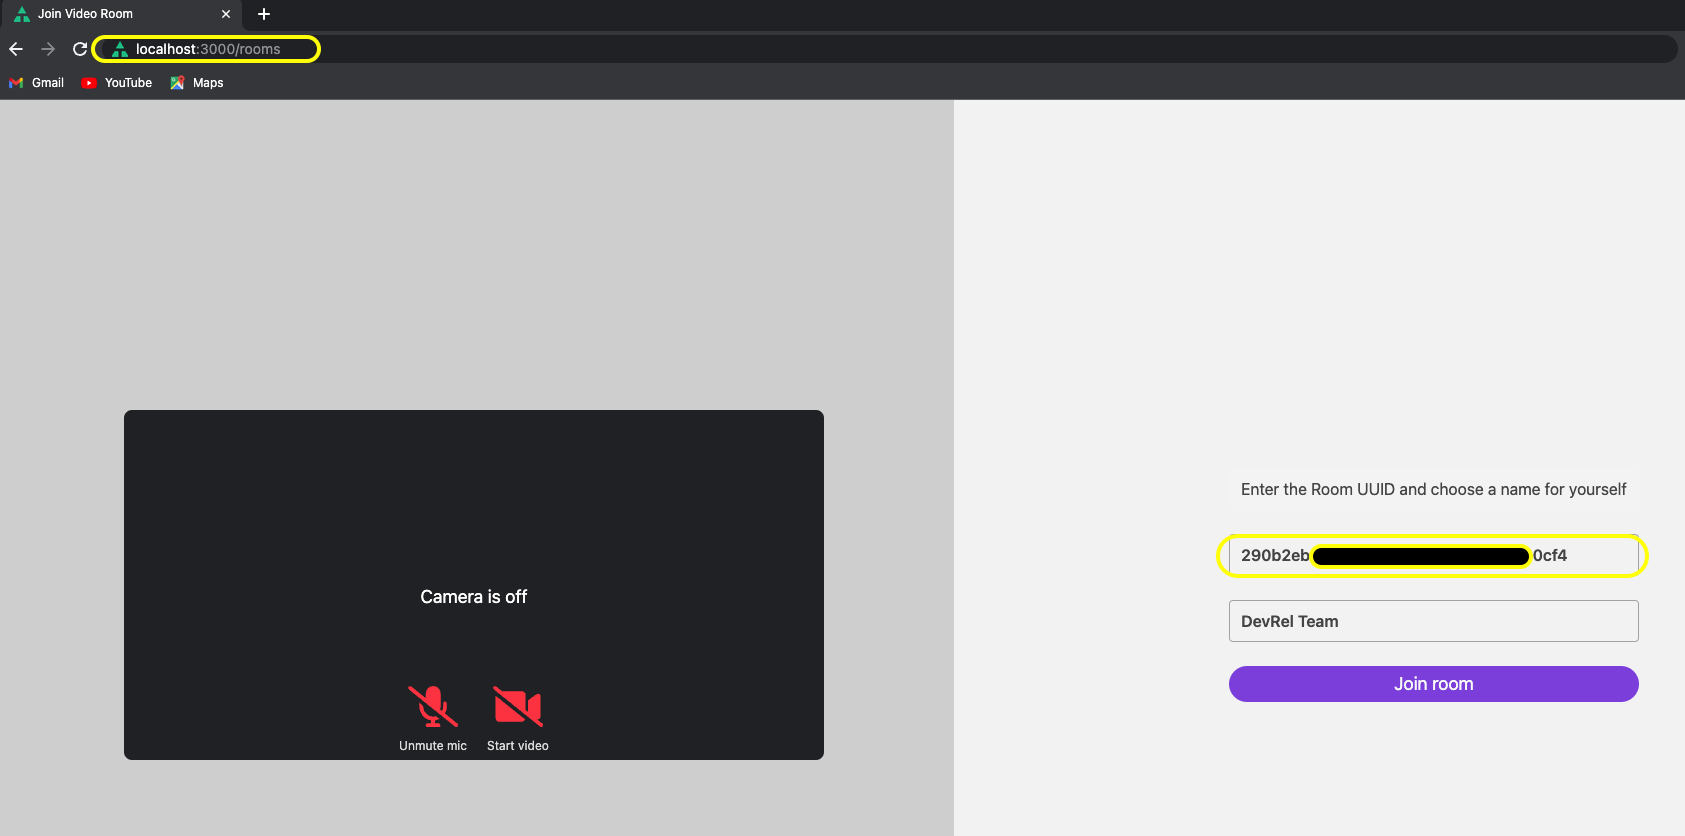 Join Video Room
localhost:3000/rooms
Gmail YouTube Maps
Camera is off
Unmute mic Start video
Enter the Room UUID and choose a name for yourself
290b2eb 0cf4
DevRel Team
Join room